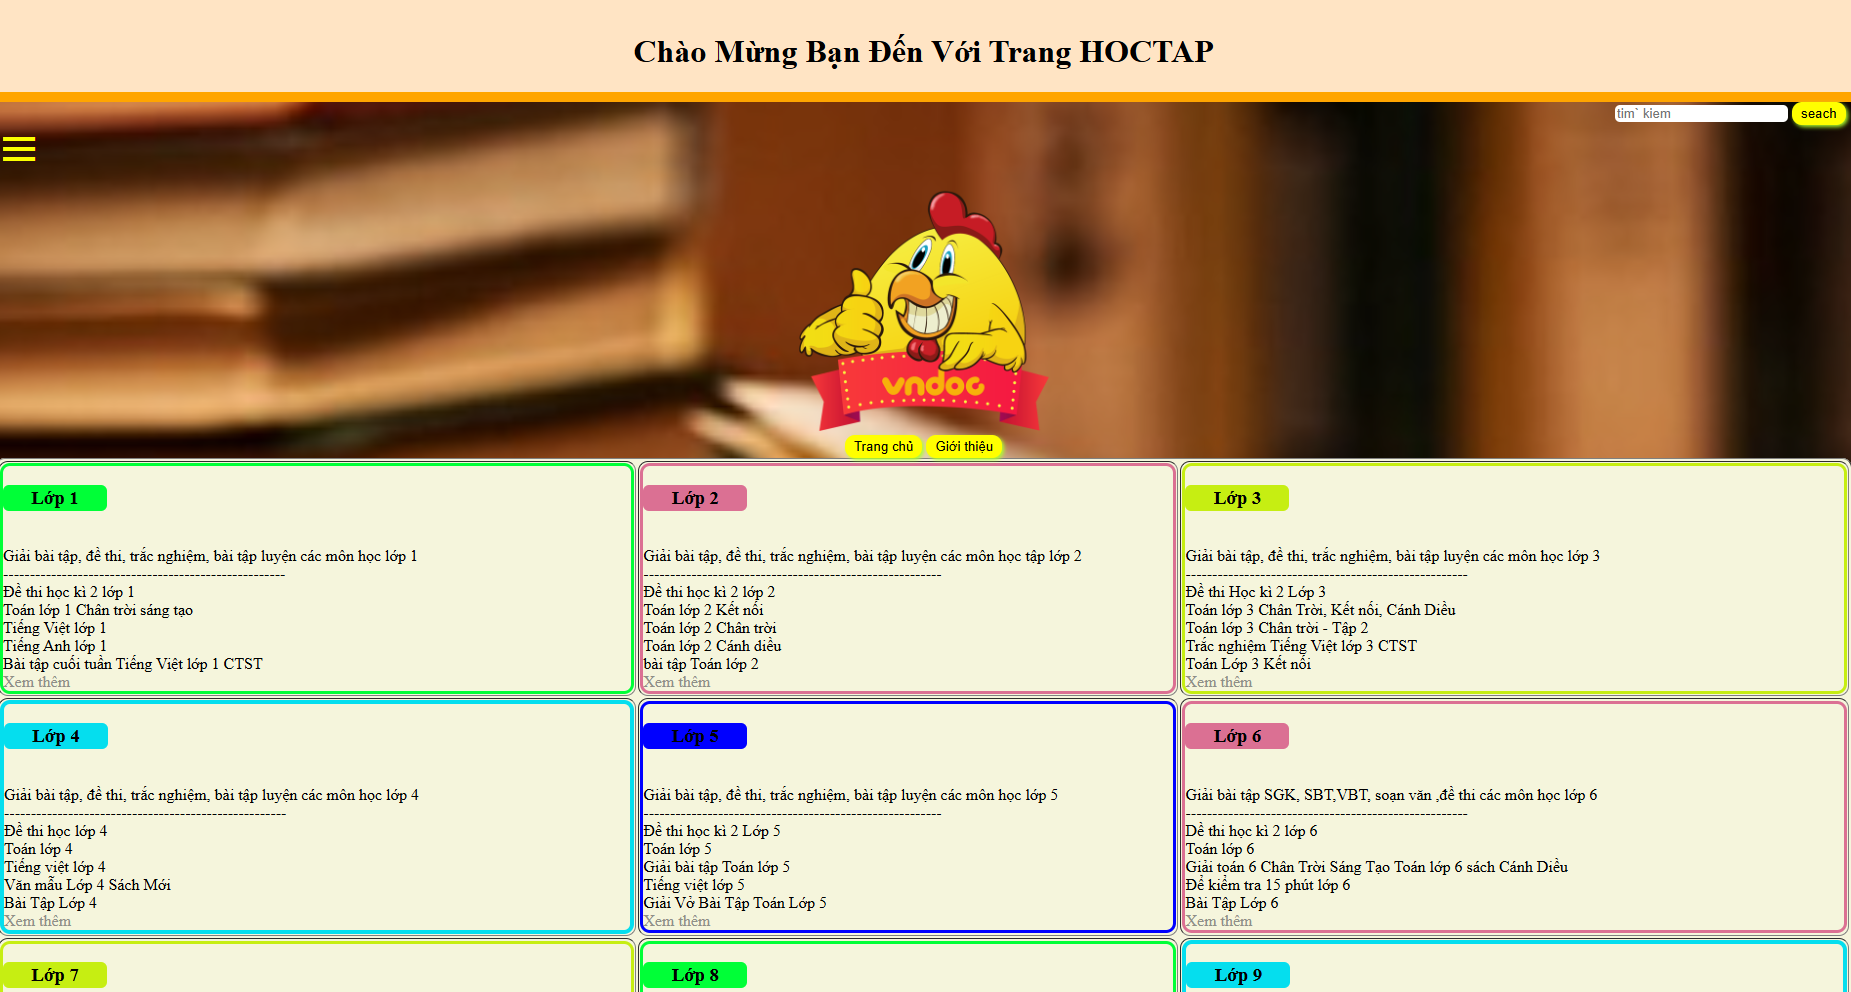 Chào Mừng Bạn Đến Với Trang HOCTAP
tim` kiem
seach
vndoc
Trang chủ
Giới thiệu
Lớp 1
Giải bài tập, đề thi, trắc nghiệm, bài tập luyện các môn học lớp 1
-----------------------------------------------------
Đề thi học kì 2 lớp 1
Toán lớp 1 Chân trời sáng tạo
Tiếng Việt lớp 1
Tiếng Anh lớp 1
Bài tập cuối tuần Tiếng Việt lớp 1 CTST
Xem thêm
Lớp 2
Giải bài tập, đề thi, trắc nghiệm, bài tập luyện các môn học tập lớp 2
--------------------------------------------------------
Đề thi học kì 2 lớp 2
Toán lớp 2 Kết nối
Toán lớp 2 Chân trời
Toán lớp 2 Cánh diều
bài tập Toán lớp 2
Xem thêm
Lớp 3
Giải bài tập, đề thi, trắc nghiệm, bài tập luyện các môn học lớp 3
-----------------------------------------------------
Đề thi Học kì 2 Lớp 3
Toán lớp 3 Chân Trời, Kết nối, Cánh Diều
Toán lớp 3 Chân trời - Tập 2
Trắc nghiệm Tiếng Việt lớp 3 CTST
Toán Lớp 3 Kết nối
Xem thêm
Lớp 4
Giải bài tập, đề thi, trắc nghiệm, bài tập luyện các môn học lớp 4
-----------------------------------------------------
Đề thi học lớp 4
Toán lớp 4
Tiếng việt lớp 4
Văn mẫu Lớp 4 Sách Mới
Bài Tập Lớp 4
Xem thêm
Lớp 5
Giải bài tập, đề thi, trắc nghiệm, bài tập luyện các môn học lớp 5
--------------------------------------------------------
Đề thi học kì 2 Lớp 5
Toán lớp 5
Giải bài tập Toán lớp 5
Tiếng việt lớp 5
Giải Vở Bài Tập Toán Lớp 5
Xem thêm
Lớp 6
Giải bài tập SGK, SBT,VBT, soạn văn ,đề thi các môn học lớp 6
-----------------------------------------------------
Dề thi học kì 2 lớp 6
Toán lớp 6
Giải toán 6 Chân Trời Sáng Tạo Toán lớp 6 sách Cánh Diều
Để kiểm tra 15 phút lớp 6
Bài Tập Lớp 6
Xem thêm
Lớp 7
Lớp 8
Lớp 9